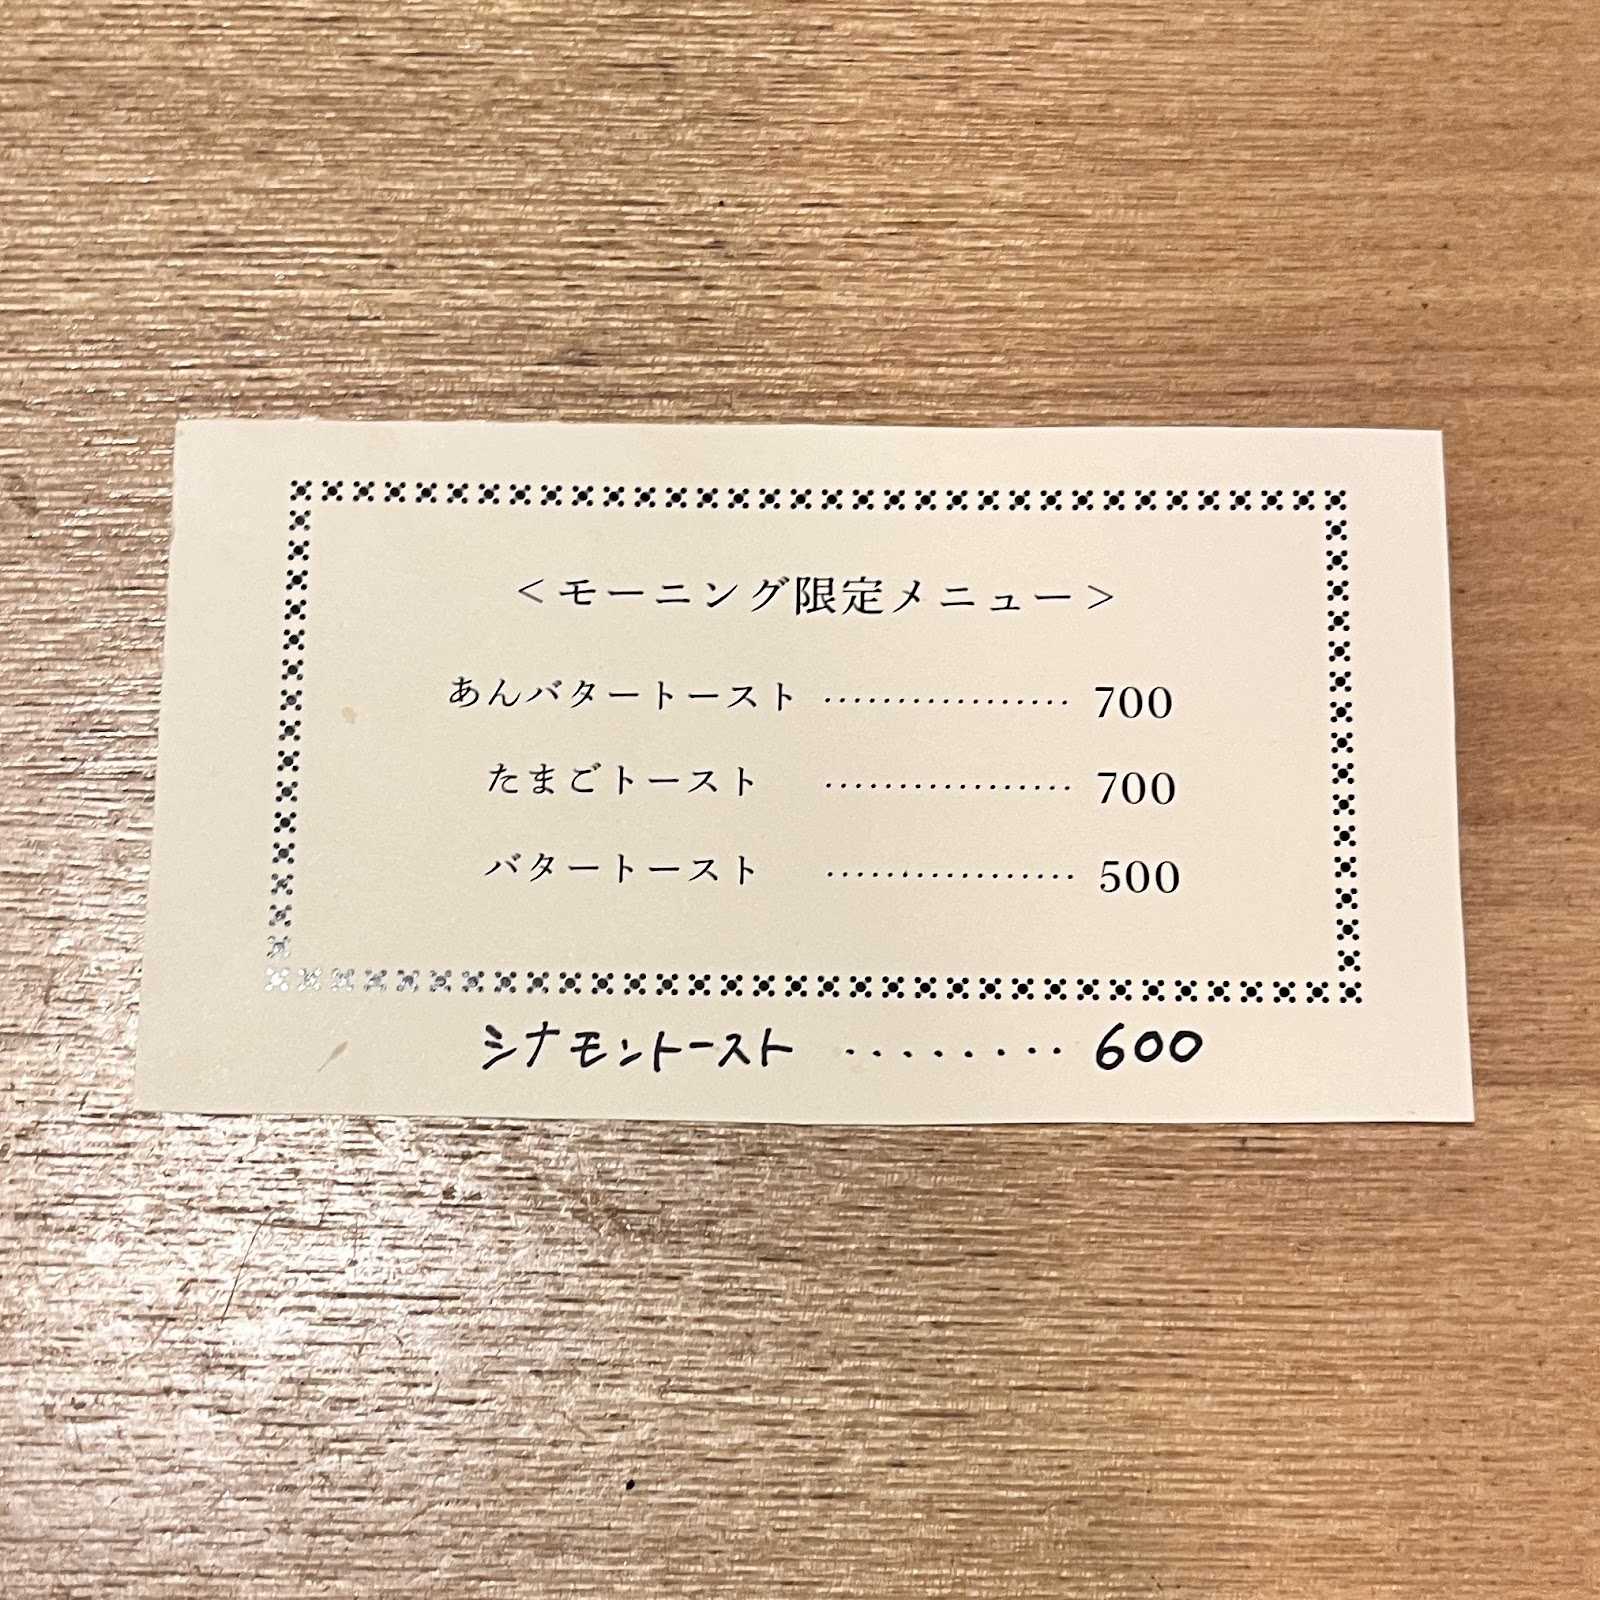 ＜モーニング限定メニュー＞
あんバタートースト ................. 700
たまごトースト ................. 700
バタートースト ................. 500
シナモントースト ........ 600